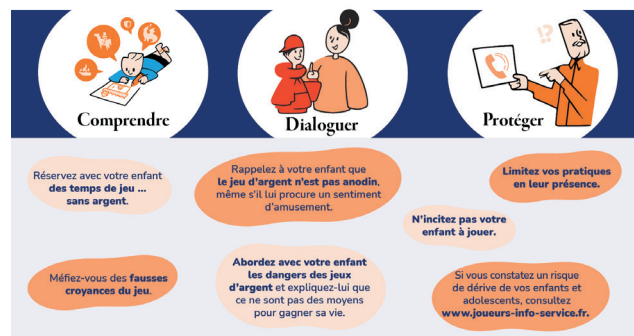 Comprendre
Dialoguer
Protéger
!?
Réservez avec votre enfant
des temps de jeu ...
sans argent.
Méfiez-vous des fausses
croyances du jeu.
Rappelez à votre enfant que
le jeu d'argent n'est pas anodin,
même s'il lui procure un sentiment
d'amusement.
Abordez avec votre enfant
les dangers des jeux
d'argent et expliquez-lui que
ce ne sont pas des moyens
pour gagner sa vie.
Limitez vos pratiques
en leur présence.
N'incitez pas votre
enfant à jouer.
Si vous constatez un risque
de dérive de vos enfants et
adolescents, consultez
www.joueurs-info-service.fr.